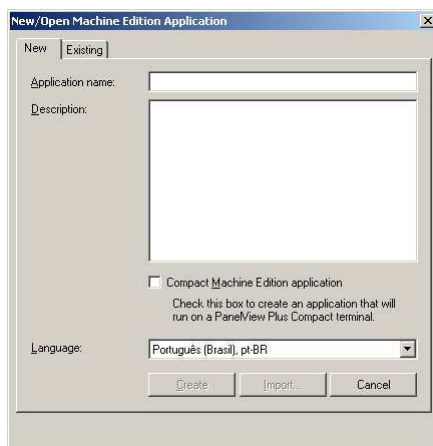 New/Open Machine Edition Application
New Existing
Application name:
Description:
Compact Machine Edition application
Check this box to create an application that will
run on a PanelView Plus Compact terminal.
Language: Português (Brasil), pt-BR
Create Import... Cancel